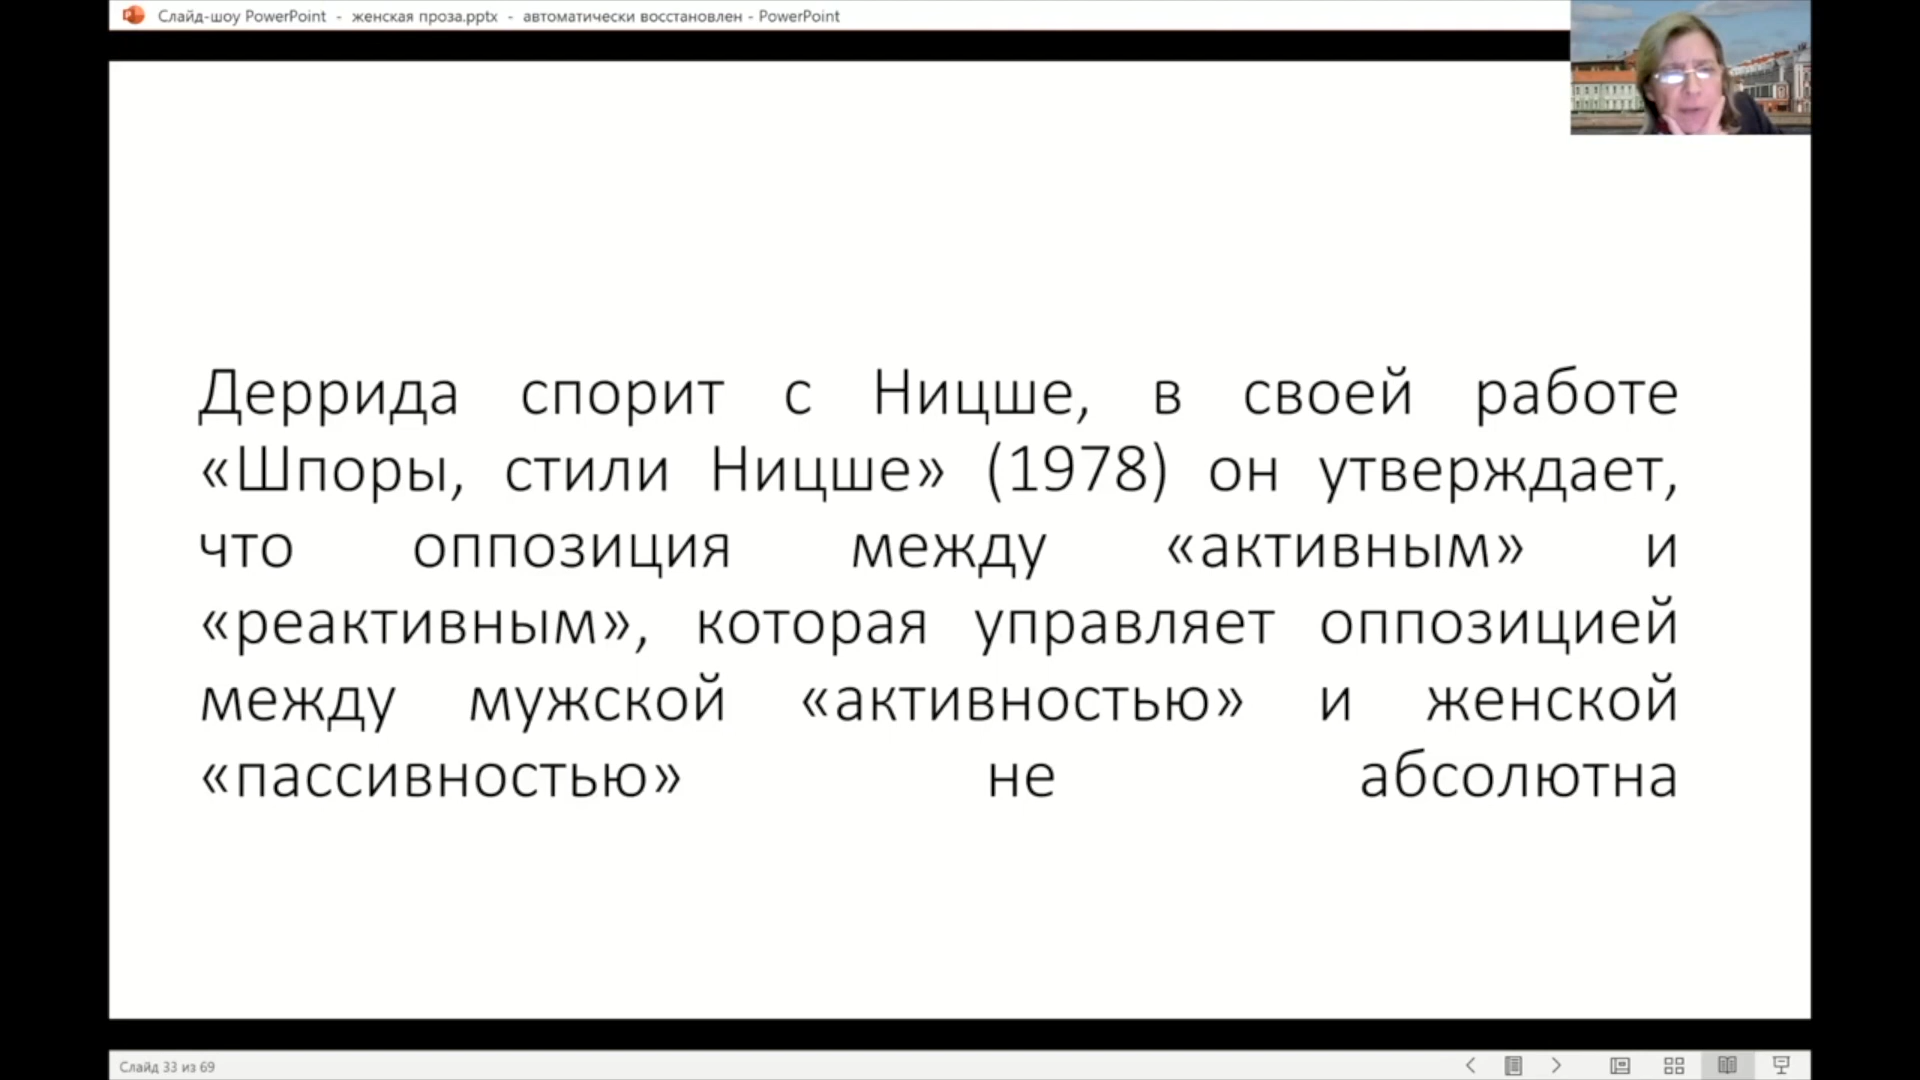 Слайд-шоу PowerPoint - женская проза.pptx - автоматически восстановлен - PowerPoint
Деррида спорит с Ницше, в своей работе
«Шпоры, стили Ницше» (1978) он утверждает,
что оппозиция между «активным» и
«реактивным», которая управляет оппозицией
между мужской «активностью» и женской
«пассивностью» не абсолютна
Слайд 33 из 69